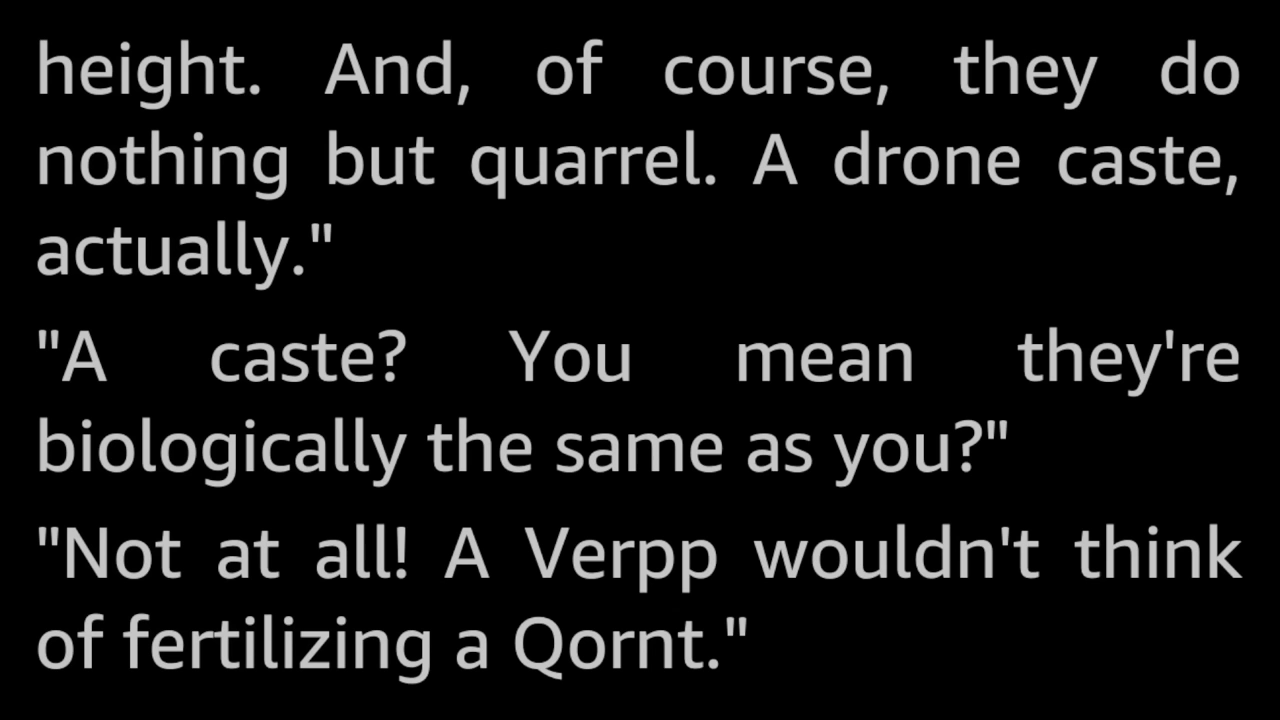 height. And, of course, they do
nothing but quarrel. A drone caste,
actually."
"A caste? You mean they're
biologically the same as you?"
"Not at all! A Verpp wouldn't think
of fertilizing a Qornt."